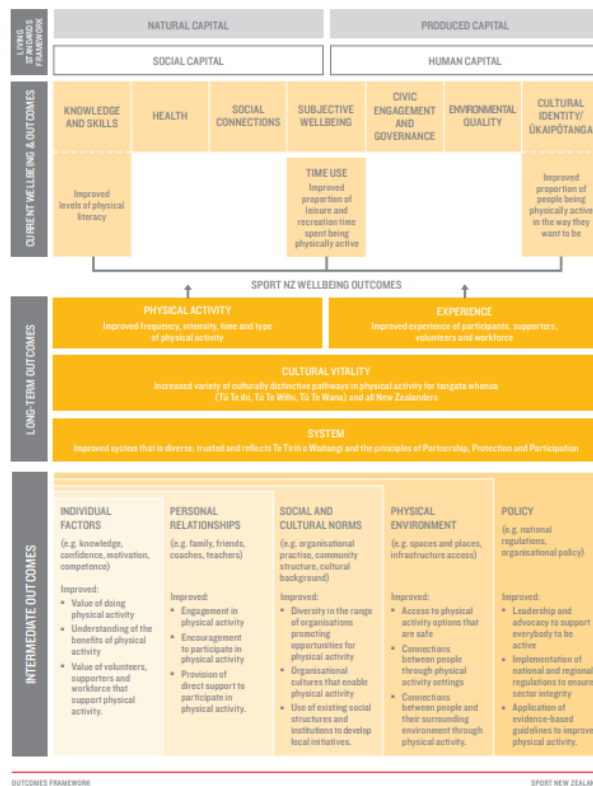 LIVING
STANDARDS
FRAMEWORK
NATURAL CAPITAL
PRODUCED CAPITAL
SOCIAL CAPITAL
HUMAN CAPITAL
CURRENT WELLBEING & OUTCOMES
KNOWLEDGE
AND SKILLS
HEALTH
SOCIAL
CONNECTIONS
SUBJECTIVE
WELLBEING
CIVIC
ENGAGEMENT
AND
GOVERNANCE
ENVIRONMENTAL
QUALITY
CULTURAL
IDENTITY/
ŪKAIPŌTANGA
Improved
levels of physical
literacy
TIME USE
Improved
proportion of
leisure and
recreation time
spent being
physically active
Improved
proportion of
people being
physically active
in the way they
want to be
SPORT NZ WELLBEING OUTCOMES
LONG-TERM OUTCOMES
PHYSICAL ACTIVITY
Improved frequency, intensity, time and type
of physical activity
EXPERIENCE
Improved experience of participants, supporters,
volunteers and workforce
CULTURAL VITALITY
Increased variety of culturally distinctive pathways in physical activity for tangata whenua
(Tū Te ihi, Tū Te Wēhi, Tū Te Wana) and all New Zealanders
SYSTEM
Improved system that is diverse, trusted and reflects Te Tiriti o Waitangi and the principles of Partnership, Protection and Participation
INTERMEDIATE OUTCOMES
INDIVIDUAL
FACTORS
(e.g. knowledge,
confidence, motivation,
competence)
Improved:
▪ Value of doing
physical activity
▪ Understanding of the
benefits of physical
activity
▪ Value of volunteers,
supporters and
workforce that
support physical
activity.
PERSONAL
RELATIONSHIPS
(e.g. family, friends,
coaches, teachers)
Improved:
▪ Engagement in
physical activity
▪ Encouragement
to participate in
physical activity
▪ Provision of
direct support to
participate in
physical activity.
SOCIAL AND
CULTURAL NORMS
(e.g. organisational
practise, community
structure, cultural
background)
Improved:
▪ Diversity in the range
of organisations
promoting
opportunities for
physical activity
▪ Organisational
cultures that enable
physical activity
▪ Use of existing social
structures and
institutions to develop
local initiatives.
PHYSICAL
ENVIRONMENT
(e.g. spaces and places,
infrastructure access)
Improved:
▪ Access to physical
activity options that
are safe
▪ Connections
between people
through physical
activity settings
▪ Connections
between people and
their surrounding
environment through
physical activity.
POLICY
(e.g. national
regulations,
organisational policy)
Improved:
▪ Leadership and
advocacy to support
everybody to be
active
▪ Implementation of
national and regional
regulations to ensure
sector integrity
▪ Application of
evidence-based
guidelines to improve
physical activity.
OUTCOMES FRAMEWORK
SPORT NEW ZEALAN